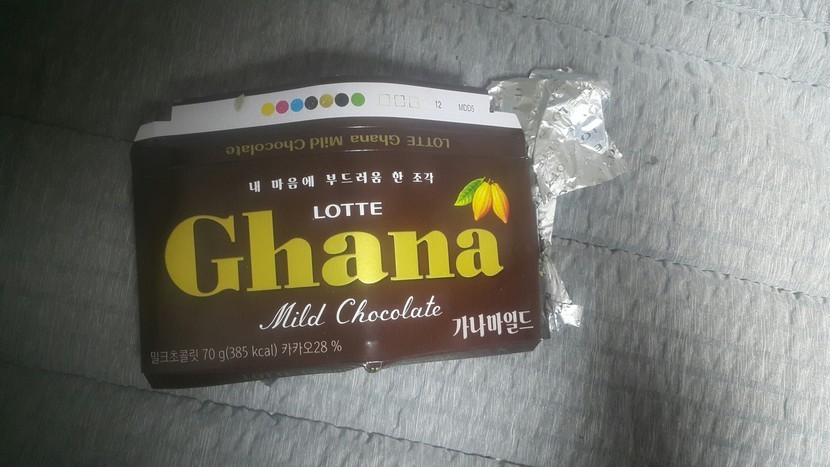 12 MDD5
LOTTE Ghana Mild Chocolate
내 마음에 부드러움 한 조각
LOTTE
Ghana
Mild Chocolate
가나마일드
밀크초콜릿 70 g(385 kcal) 카카오28 %